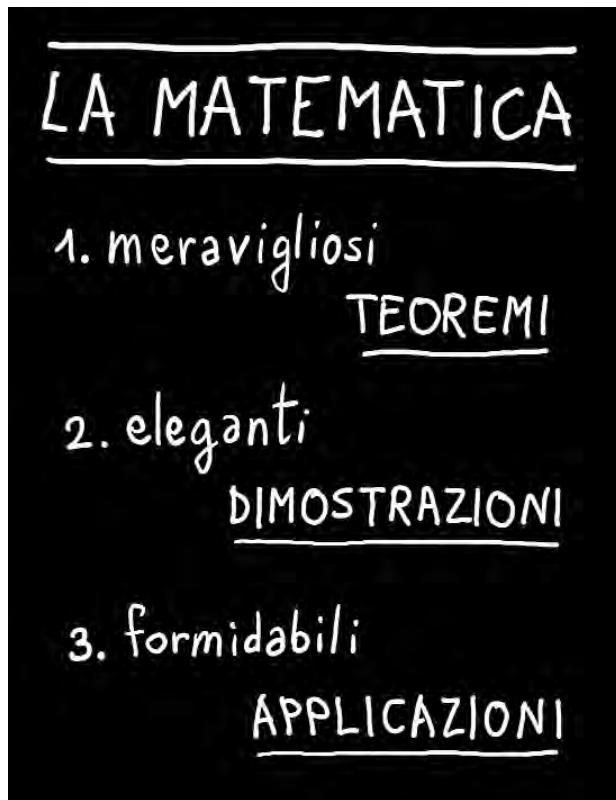 LA MATEMATICA
1. meravigliosi
TEOREMI
2. eleganti
DIMOSTRAZIONI
3. formidabili
APPLICAZIONI